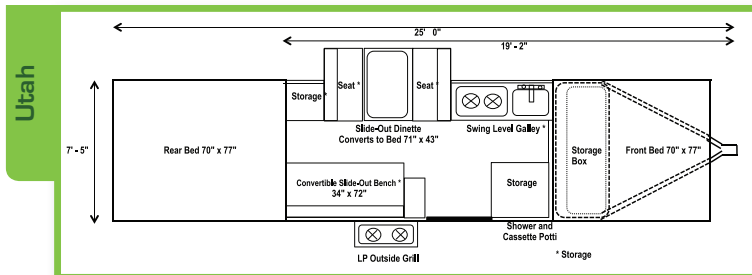 Utah
25' 0"
19' - 2"
7' - 5"
Rear Bed 70" x 77"
Storage *
Seat *
Seat *
Slide-Out Dinette
Converts to Bed 71" x 43"
Swing Level Galley *
Storage
Box
Front Bed 70" x 77"
Convertible Slide-Out Bench *
34" x 72"
Storage
Shower and
Cassette Potti
LP Outside Grill
* Storage